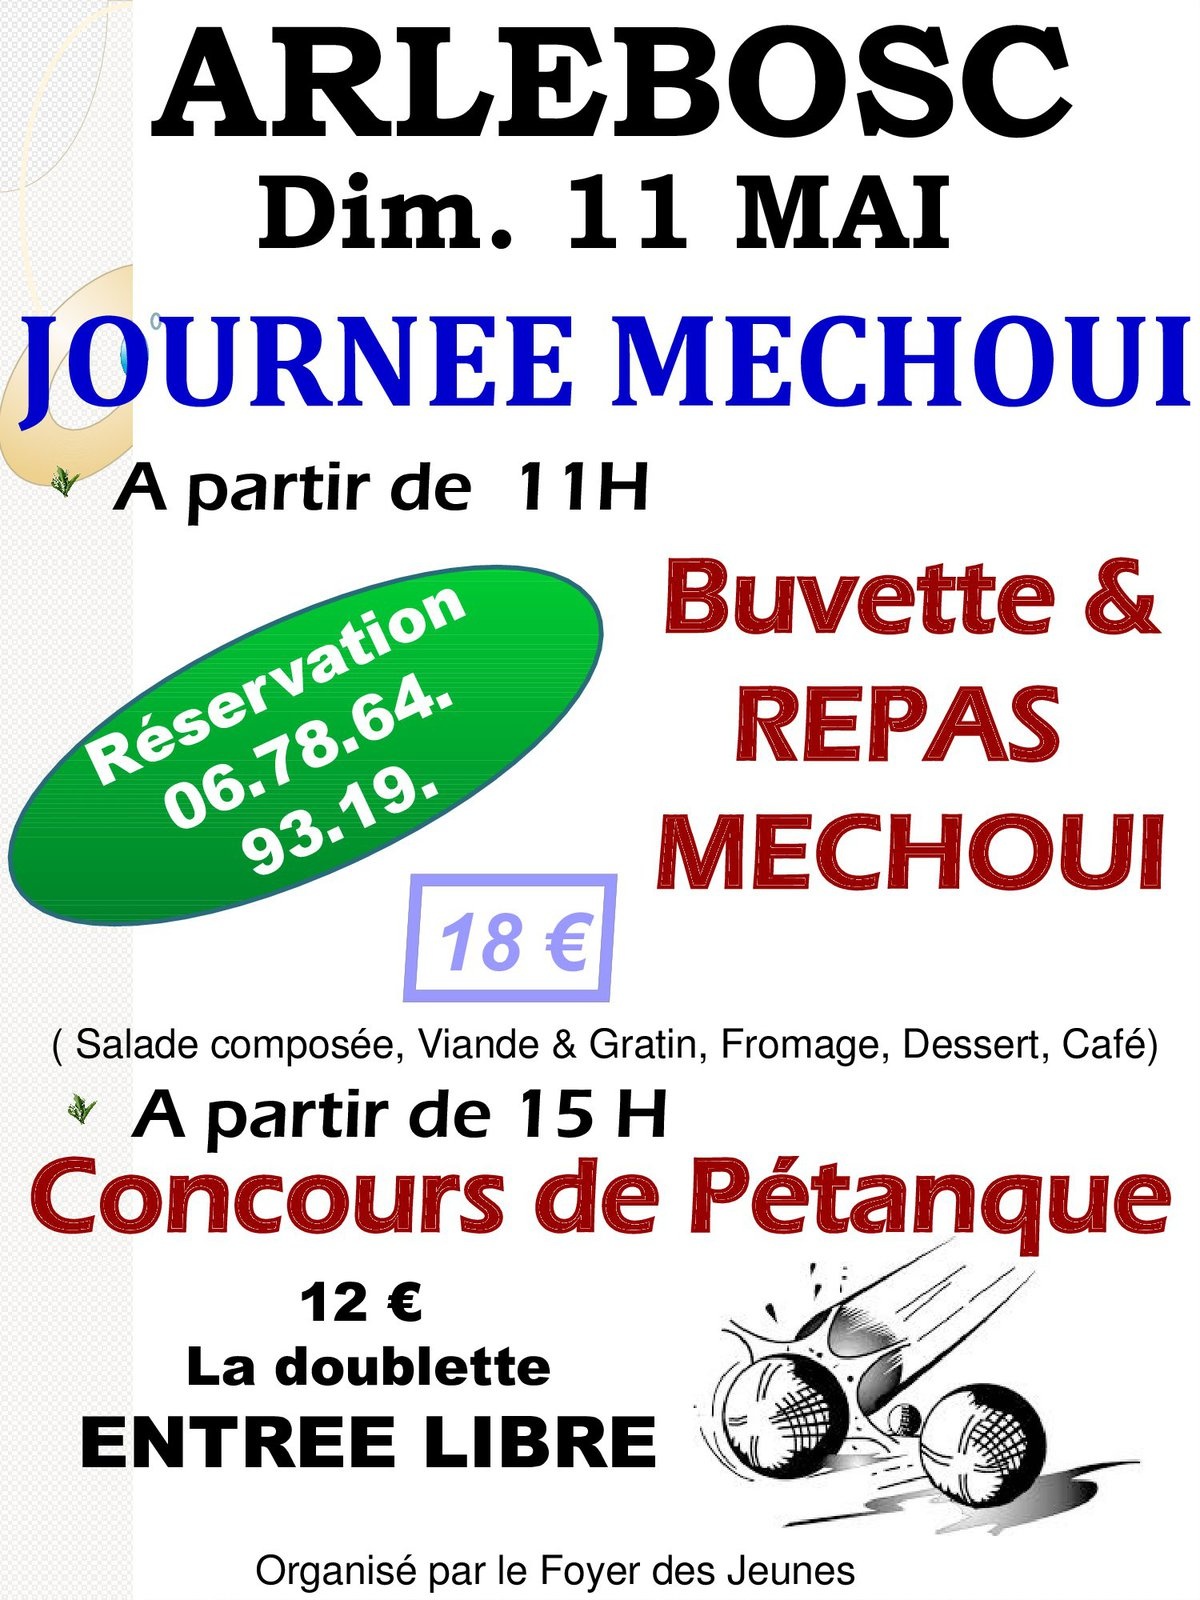 ARLEBOSC
Dim. 11 MAI
JOURNEE MECHOUI
A partir de 11H
Buvette &
REPAS
MECHOUI
Réservation
06.78.64.
93.19.
18 €
( Salade composée, Viande & Gratin, Fromage, Dessert, Café)
A partir de 15 H
Concours de Pétanque
12 €
La doublette
ENTREE LIBRE
Organisé par le Foyer des Jeunes